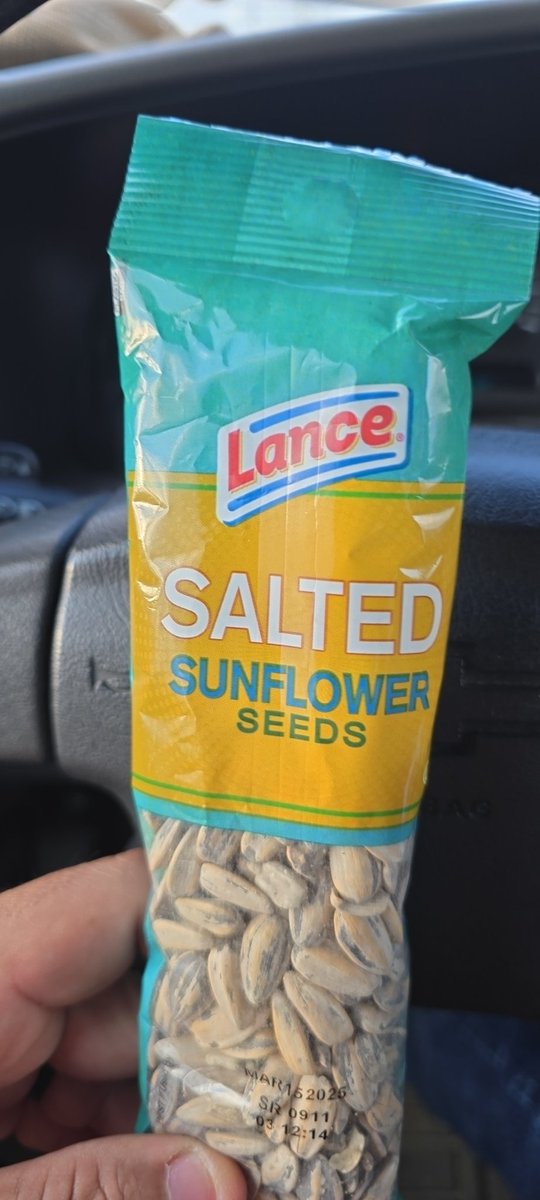 Lance
SALTED
SUNFLOWER
SEEDS
MAR152025
SR 0911
03 12:14